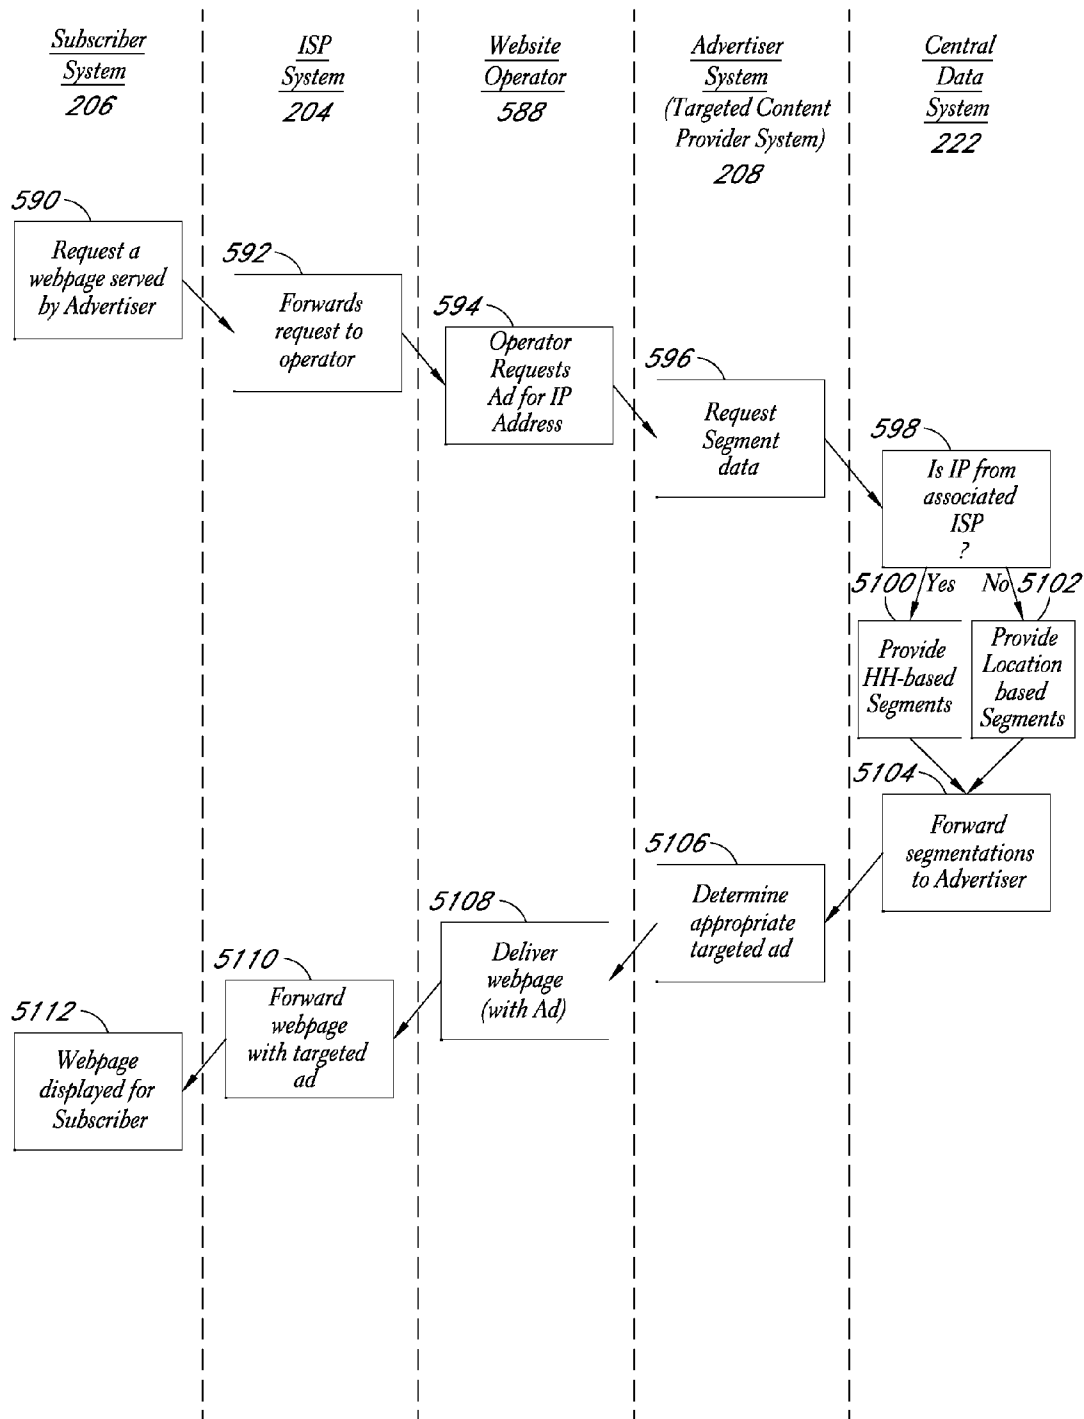 Subscriber
System
206
ISP
System
204
Website
Operator
588
Advertiser
System
(Targeted Content
Provider System)
208
Central
Data
System
222
590
Request a
webpage served
by Advertiser
592
Forwards
request to
operator
594
Operator
Requests
Ad for IP
Address
596
Request
Segment
data
598
Is IP from
associated
ISP
?
5100
Yes
No
5102
Provide
HH-based
Segments
Provide
Location
based
Segments
5104
Forward
segmentations
to Advertiser
5106
Determine
appropriate
targeted ad
5108
Deliver
webpage
(with Ad)
5110
Forward
webpage
with targeted
ad
5112
Webpage
displayed for
Subscriber